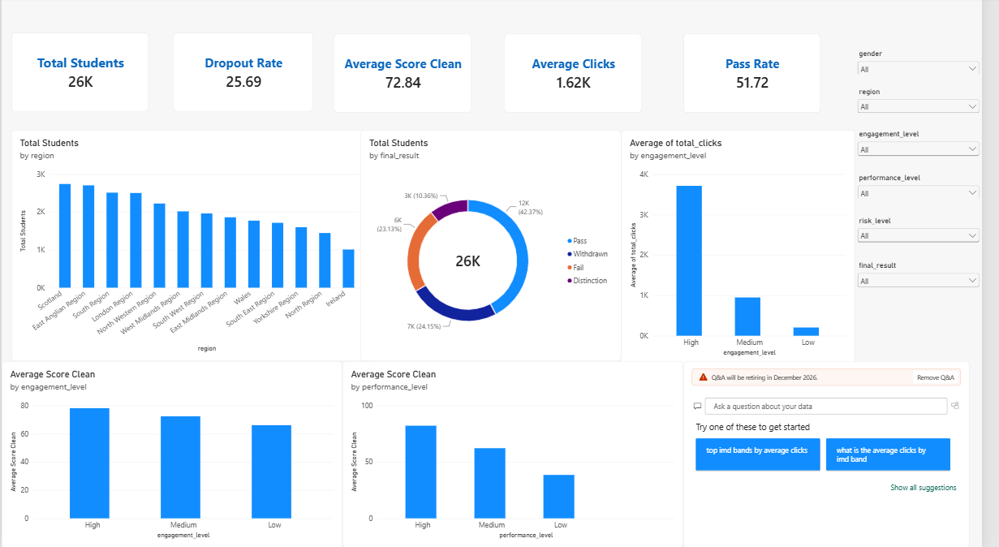 Total Students
26K
Dropout Rate
25.69
Average Score Clean
72.84
Average Clicks
1.62K
Pass Rate
51.72
gender
All
region
All
engagement_level
All
performance_level
All
risk_level
All
final_result
All
Total Students
by region
3K
2K
1K
0K
Total Students
Scotland
East Anglian Region
South Region
London Region
North Western Region
West Midlands Region
South West Region
East Midlands Region
Wales
South East Region
Yorkshire Region
North Region
Ireland
region
Total Students
by final_result
3K (10.36%)
12K
(42.37%)
6K
(23.13%)
26K
7K (24.15%)
Pass
Withdrawn
Fail
Distinction
Average of total_clicks
by engagement_level
4K
3K
2K
1K
0K
Average of total_clicks
High
Medium
Low
engagement_level
Average Score Clean
by engagement_level
80
60
40
20
0
Average Score Clean
High
Medium
Low
engagement_level
Average Score Clean
by performance_level
100
50
0
Average Score Clean
High
Medium
Low
performance_level
Q&A will be retiring in December 2026.
Remove Q&A
Ask a question about your data
Try one of these to get started
top imd bands by average clicks
what is the average clicks by
imd band
Show all suggestions